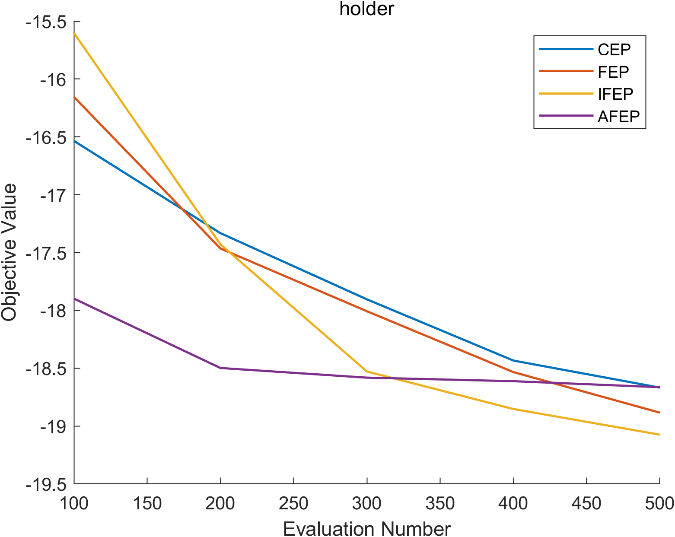 holder
-15.5
-16
-16.5
-17
-17.5
-18
-18.5
-19
-19.5
Objective Value
CEP
FEP
IFEP
AFEP
100 150 200 250 300 350 400 450 500
Evaluation Number